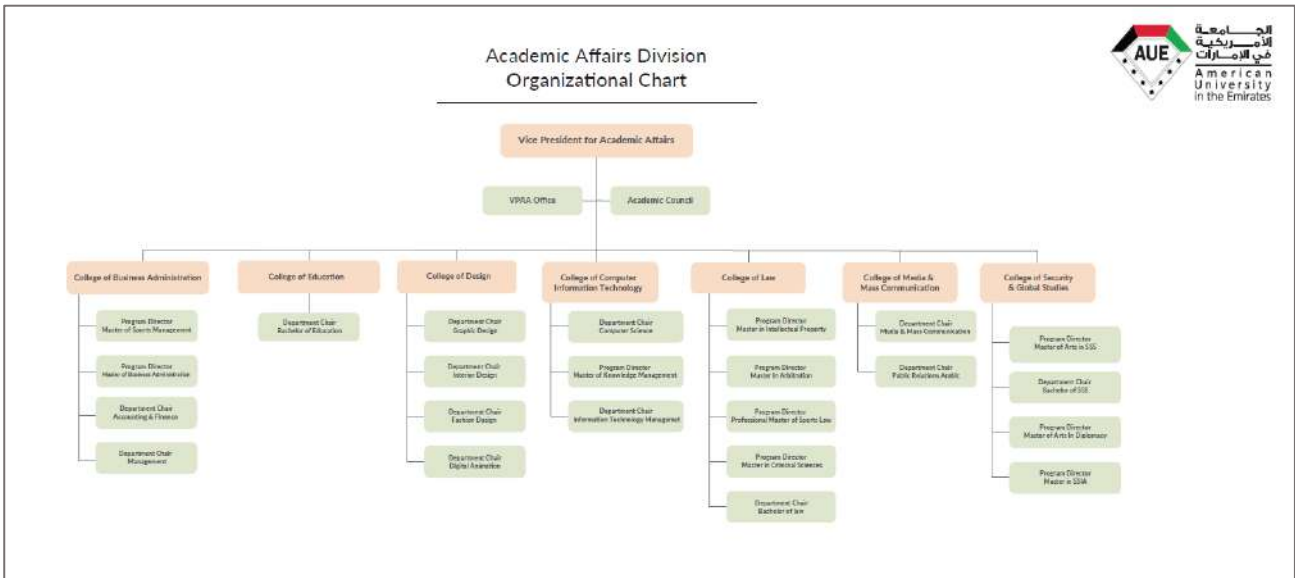 Academic Affairs Division
Organizational Chart
AUE
الجـــامعـة
الأمـــريكية
في الإمـــارات
American
University
in the Emirates
Vice President for Academic Affairs
VPAA Office
Academic Council
College of Business Administration
Program Director
Master of Sports Management
Program Director
Master of Business Administration
Department Chair
Accounting & Finance
Department Chair
Management
College of Education
Department Chair
Bachelor of Education
College of Design
Department Chair
Graphic Design
Department Chair
Interior Design
Department Chair
Fashion Design
Department Chair
Digital Animation
College of Computer
Information Technology
Department Chair
Computer Science
Program Director
Master of Knowledge Management
Department Chair
Information Technology Managemet
College of Law
Program Director
Master in Intellectual Property
Program Director
Master In Arbitration
Program Director
Professional Master of Sports Law
Program Director
Master in Criminal Sciences
Department Chair
Bachelor of law
College of Media &
Mass Communication
Department Chair
Media & Mass Communication
Department Chair
Public Relations Arabic
College of Security
& Global Studies
Program Director
Master of Arts in SSS
Department Chair
Bachelor of
Program Director
Master of Arts In Diplomacy
Program Director
Master in SSIA